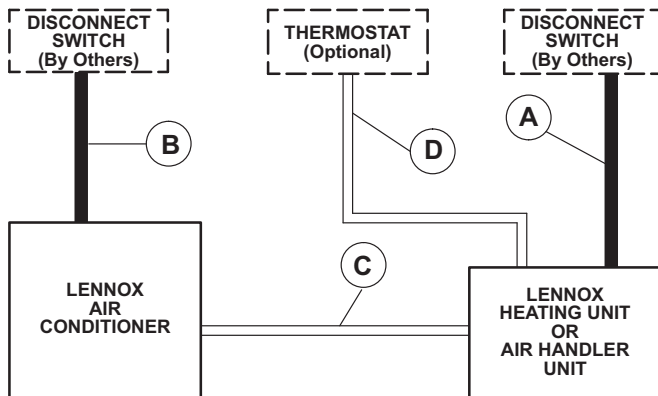 DISCONNECT
SWITCH
(By Others)
THERMOSTAT
(Optional)
DISCONNECT
SWITCH
(By Others)
B
D
A
C
LENNOX
AIR
CONDITIONER
LENNOX
HEATING UNIT
OR
AIR HANDLER
UNIT